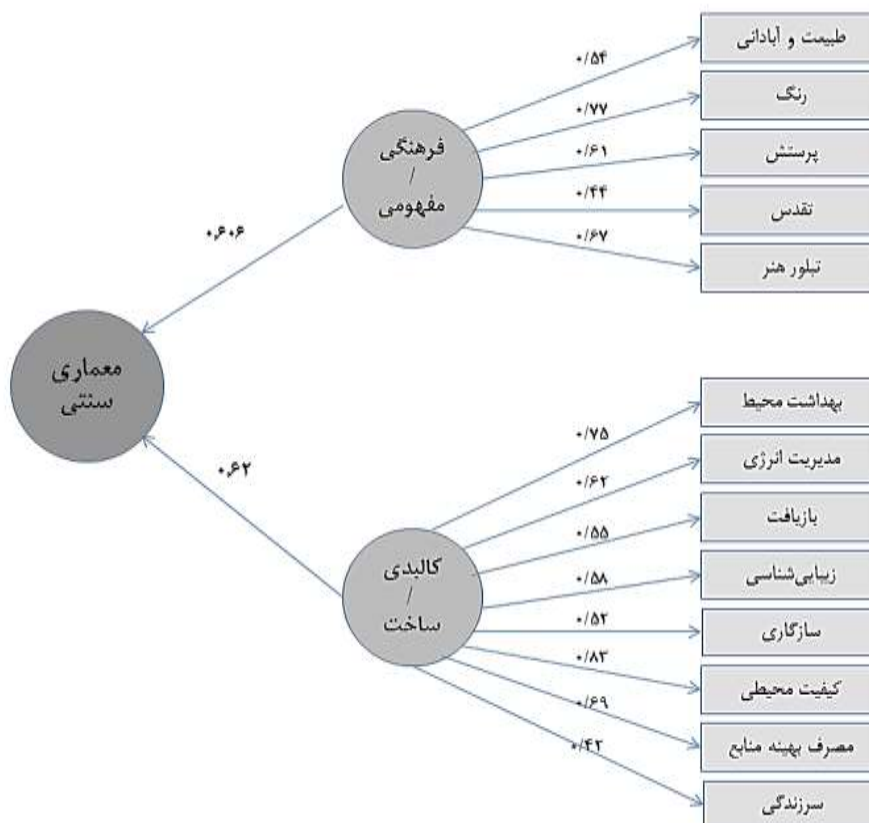 طبیعت و آبادانی
۰/۵۴
رنگ
۰/۷۷
پرستش
۰/۶۱
تقدس
۰/۴۴
تبلور هنر
۰/۶۷
فرهنگی
/
مفهومی
۰,۶۰۶
معماری
سنتی
۰,۶۲
کالبدی
/
ساخت
بهداشت محیط
۰/۷۵
مدیریت انرژی
۰/۶۲
بازیافت
۰/۵۵
زیبایی‌شناسی
۰/۵۸
سازگاری
۰/۵۲
کیفیت محیطی
۰/۸۳
مصرف بهینه منابع
۰/۶۹
سرزندگی
۰/۴۲